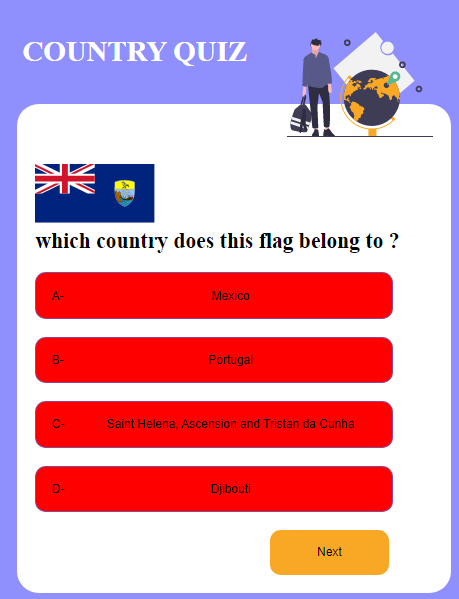 COUNTRY QUIZ
which country does this flag belong to ?
A- Mexico
B- Portugal
C- Saint Helena, Ascension and Tristan da Cunha
D- Djibouti
Next